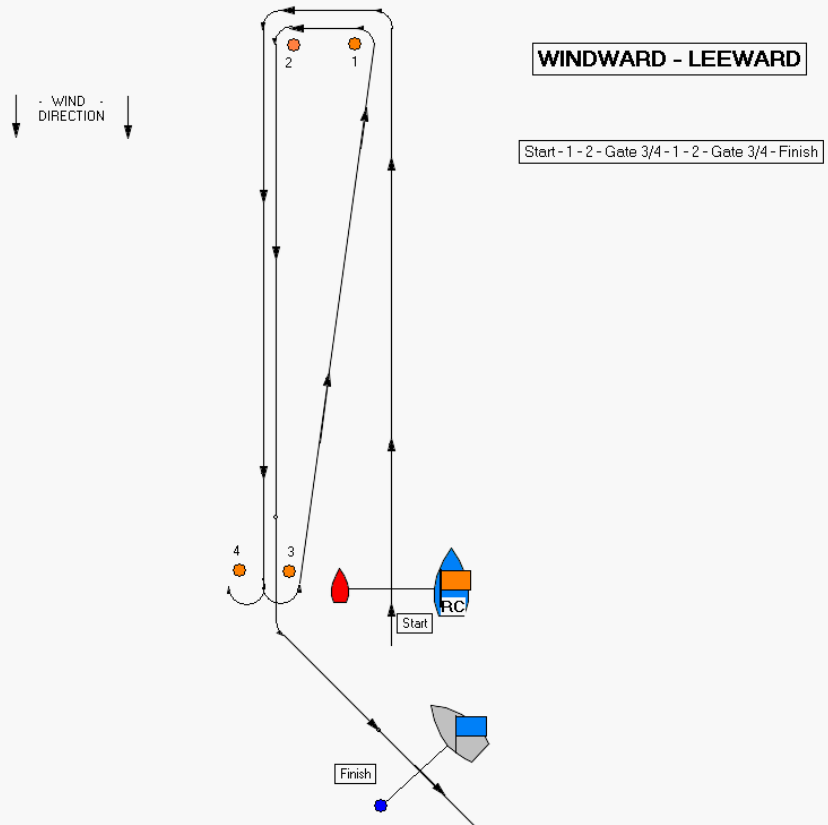 WINDWARD - LEEWARD
2
1
- WIND -
DIRECTION
Start - 1 - 2 - Gate 3/4 - 1 - 2 - Gate 3/4 - Finish
4
3
RC
Start
Finish